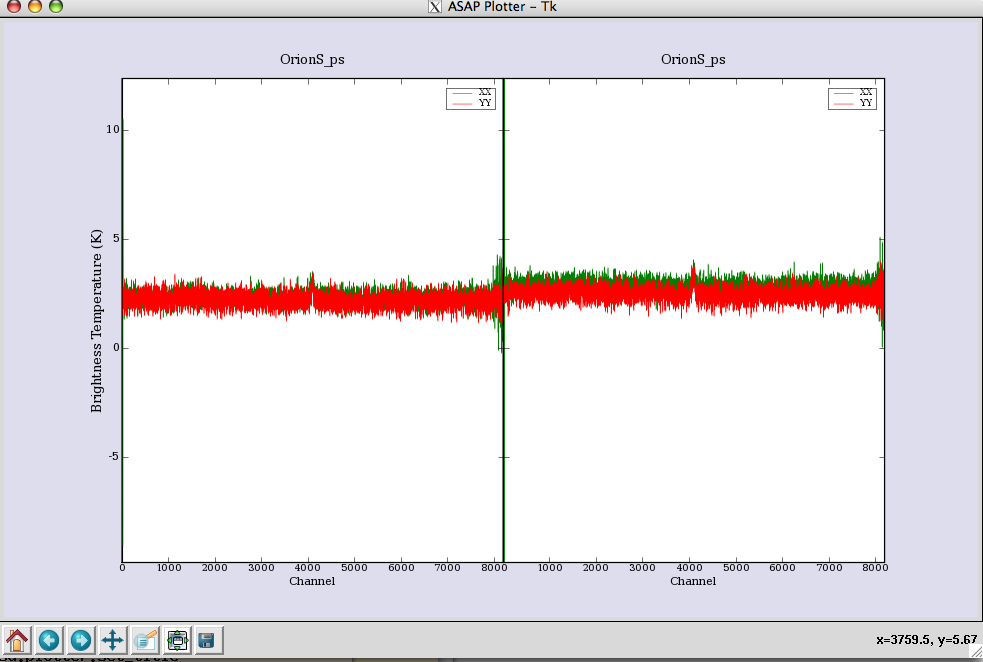 X ASAP Plotter – Tk
OrionS_ps OrionS_ps
XX XX
YY YY
10
5
0
-5
Brightness Temperature (K)
0 1000 2000 3000 4000 5000 6000 7000 8000 1000 2000 3000 4000 5000 6000 7000 8000
Channel Channel
x=3759.5, y=5.67